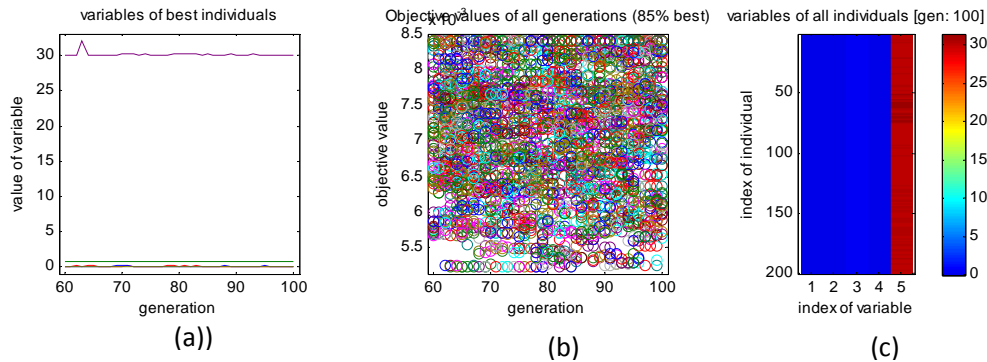 variables of best individuals
30
25
20
15
10
5
0
60 70 80 90 100
value of variable
generation
(a))
Objective values of all generations (85% best)
x 10-3
8.5
8
7.5
7
6.5
6
5.5
60 70 80 90 100
objective value
generation
(b)
variables of all individuals [gen: 100]
50
100
150
200
1 2 3 4 5
index of individual
index of variable
(c)
30
25
20
15
10
5
0